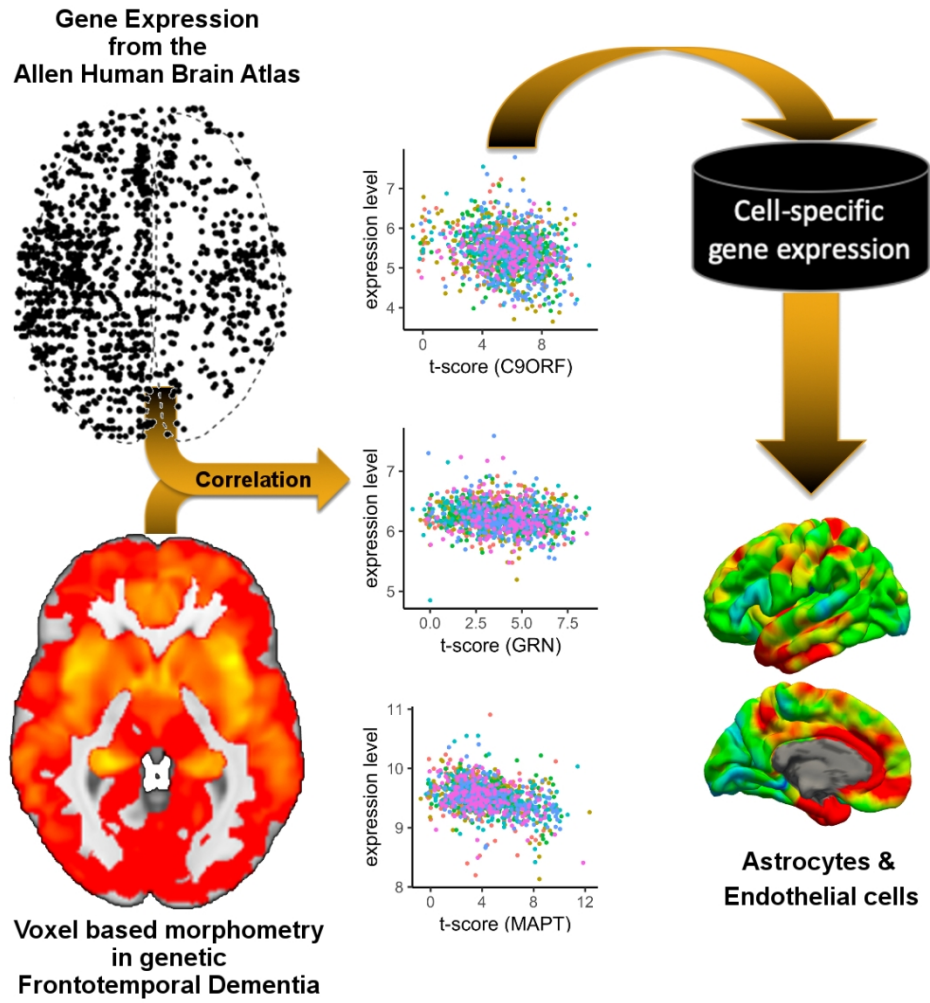 Gene Expression
from the
Allen Human Brain Atlas
expression level
7
6
5
4
0 4 8
t-score (C9ORF)
Cell-specific
gene expression
Correlation
expression level
7
6
5
0.0 2.5 5.0 7.5
t-score (GRN)
expression level
11
10
9
8
0 4 8 12
t-score (MAPT)
Astrocytes &
Endothelial cells
Voxel based morphometry
in genetic
Frontotemporal Dementia